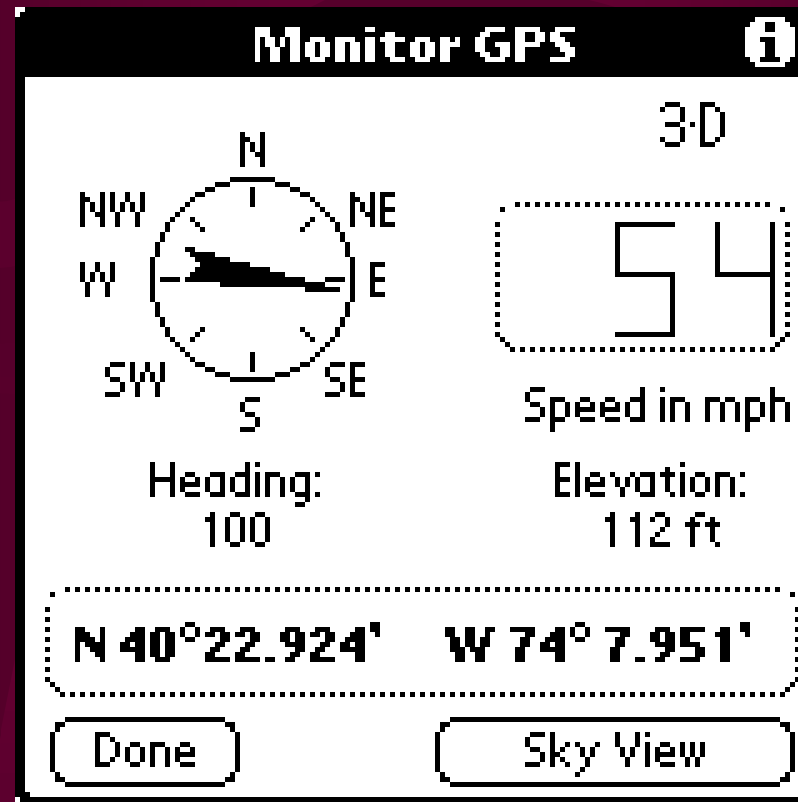 Monitor GPS i
3·D
N
NW NE
54
W E
SW SE
S
Speed in mph
Heading: Elevation:
100 112 ft
N 40°22.924' W 74° 7.951'
Done Sky View